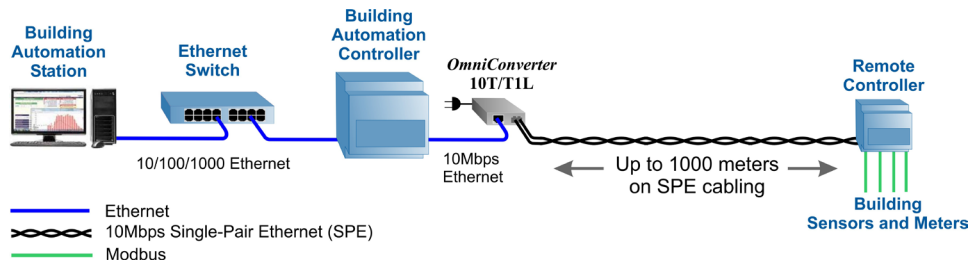 Building
Automation
Station
Ethernet
Switch
Building
Automation
Controller
OmniConverter
10T/T1L
Remote
Controller
10/100/1000 Ethernet
10Mbps
Ethernet
Up to 1000 meters
on SPE cabling
Building
Sensors and Meters
Ethernet
10Mbps Single-Pair Ethernet (SPE)
Modbus